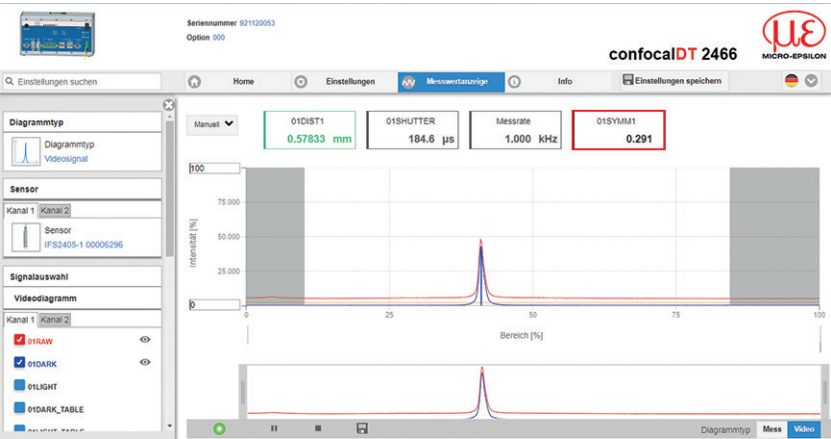 Seriennummer 921120053
Option 000
confocalDT 2466
με
MICRO-EPSILON
Einstellungen suchen
Home
Einstellungen
Messwertanzeige
Info
Einstellungen speichern
Diagrammtyp
Diagrammtyp
Videosignal
Sensor
Kanal 1 Kanal 2
Sensor
IFS2405-1 00006296
Signalauswahl
Videodiagramm
Kanal 1 Kanal 2
01RAW
01DARK
01LIGHT
01DARK_TABLE
01LIGHT_TABLE
Manuell
01DIST1
0.57833 mm
01SHUTTER
184.6 µs
Messrate
1.000 kHz
01SYMM1
0.291
Intensität [%]
100
75.000
50.000
25.000
0
0 25 50 75 100
Bereich [%]
Diagrammtyp Mess Video